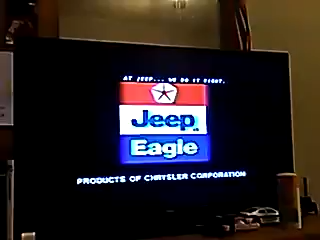 AT JEEP... WE DO IT RIGHT.
Jeep
Eagle
PRODUCTS OF CHRYSLER CORPORATION